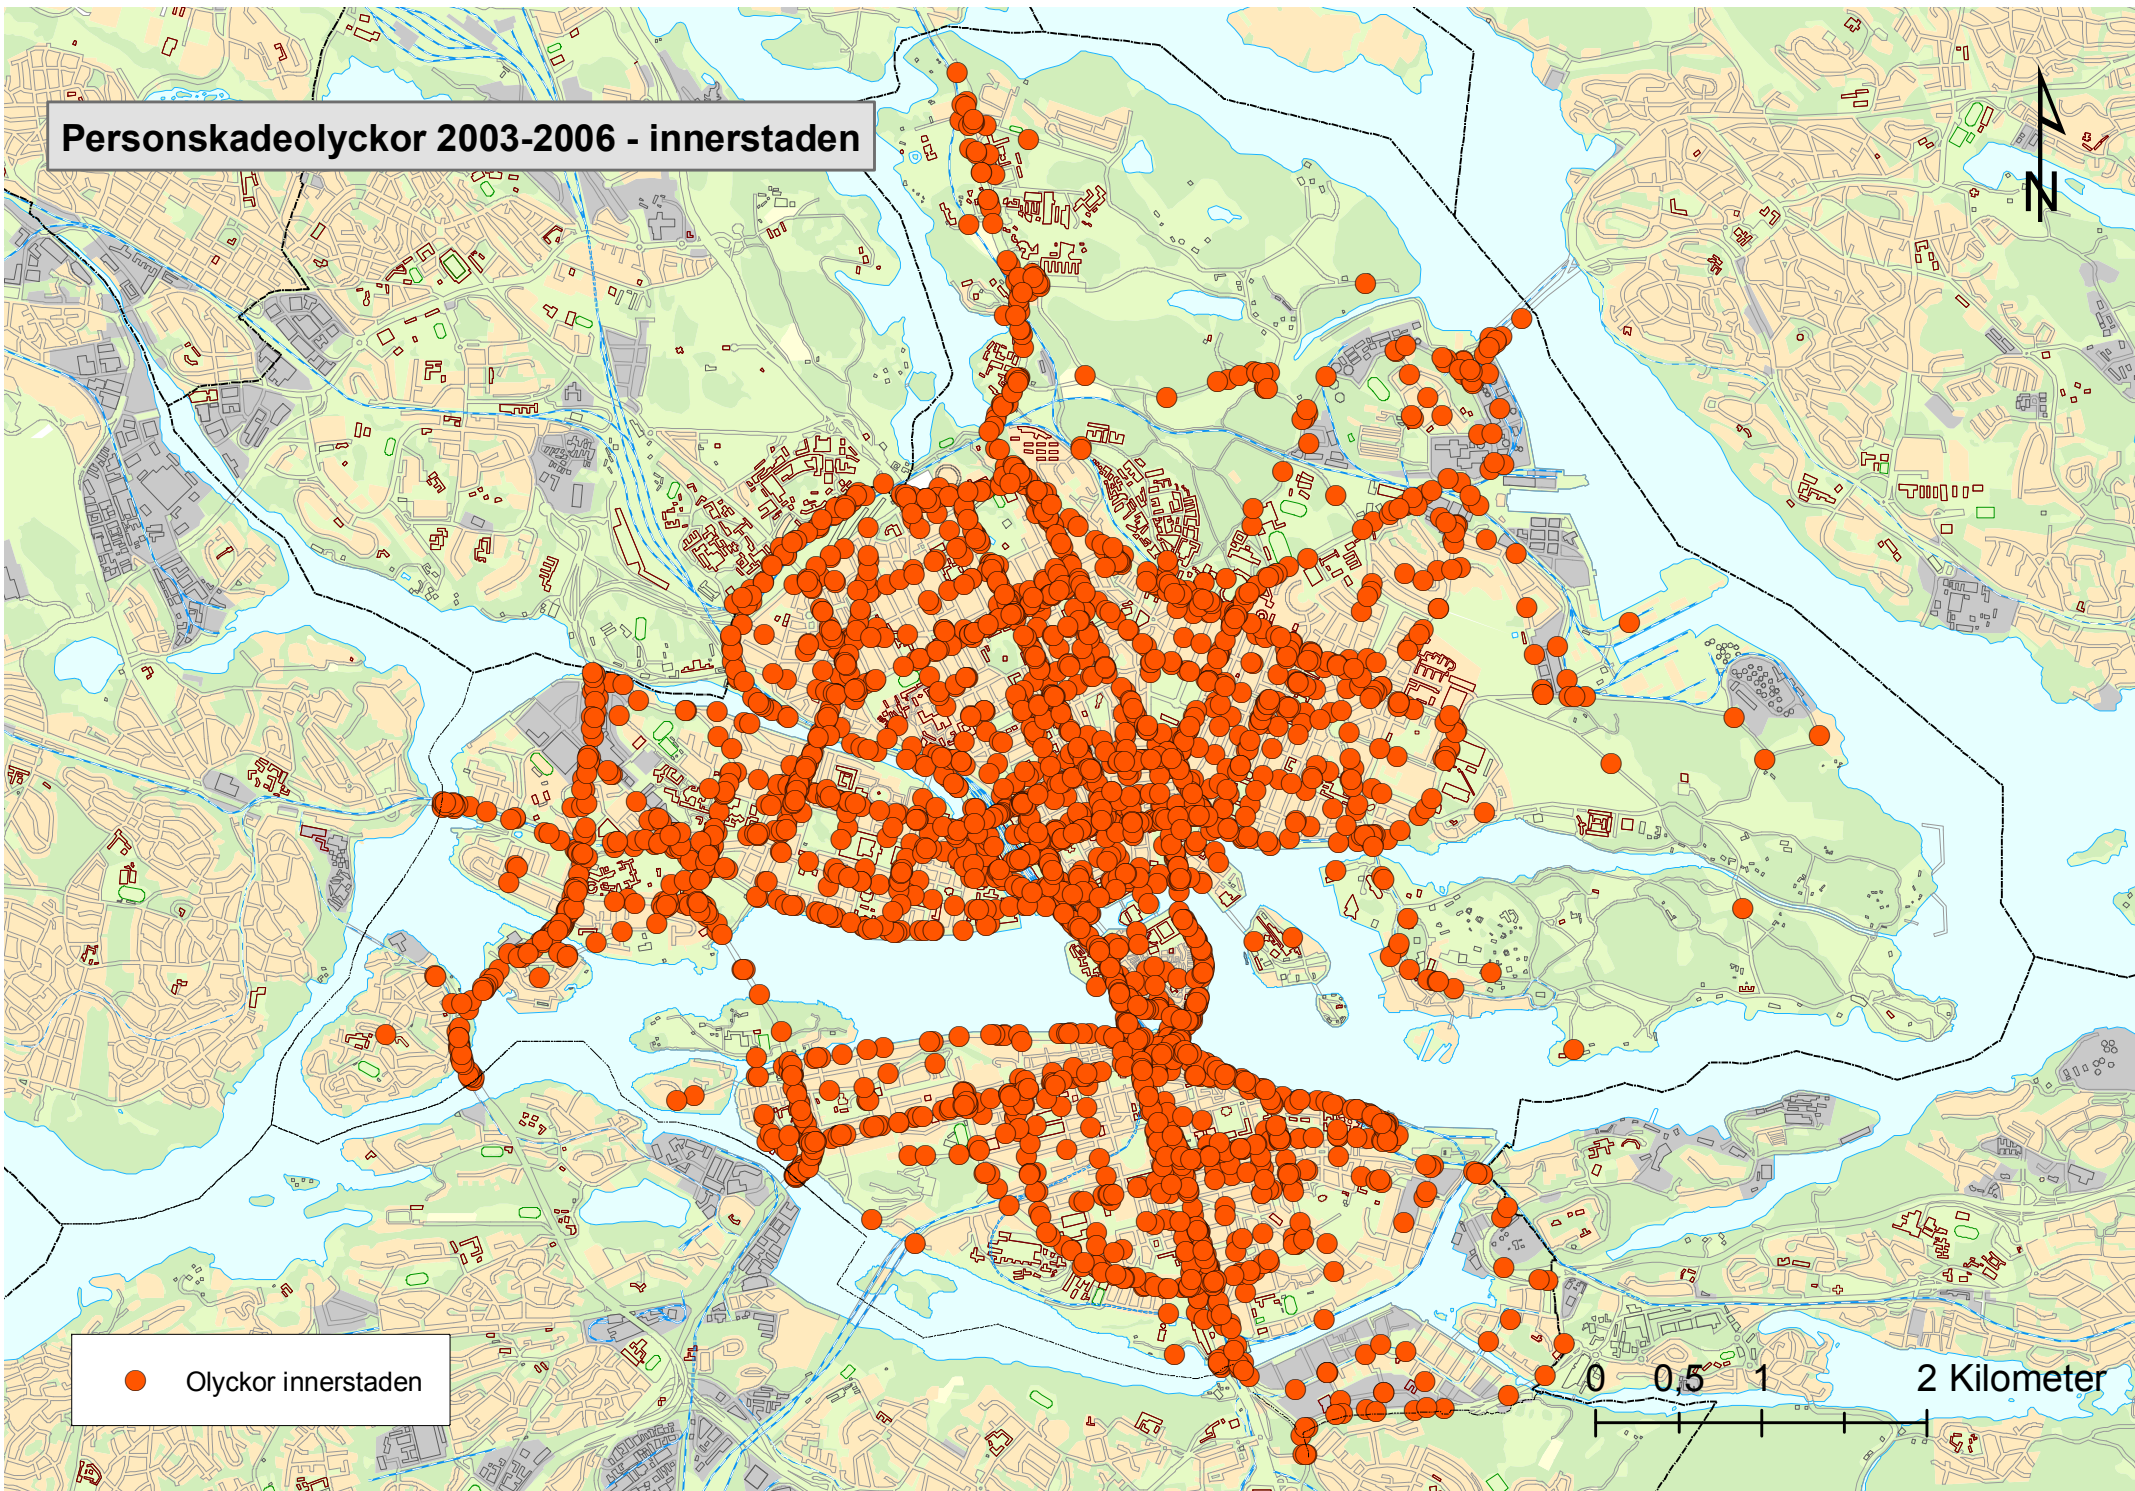 Personskadeolyckor 2003-2006 - innerstaden
N
Olyckor innerstaden
0 0,5 1 2 Kilometer